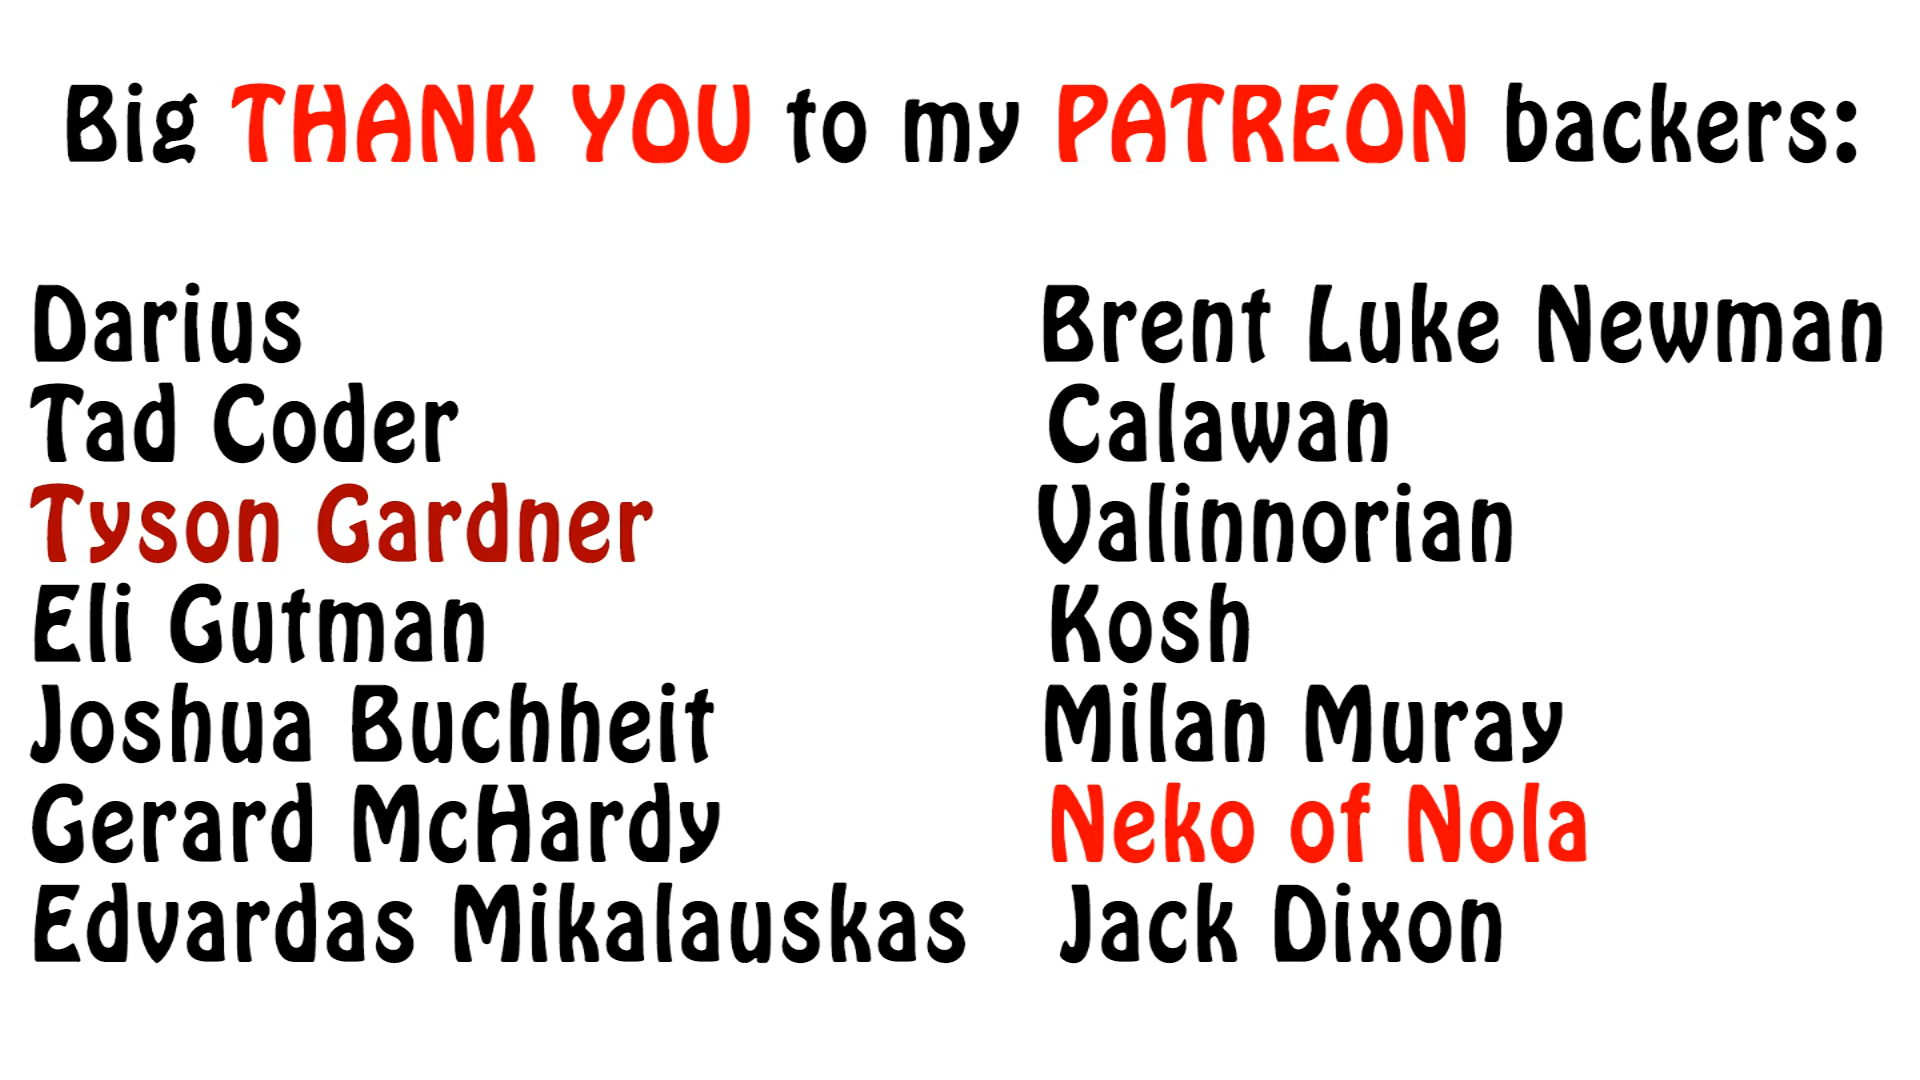 Big THANK YOU to my PATREON backers:
Darius
Tad Coder
Tyson Gardner
Eli Gutman
Joshua Buchheit
Gerard McHardy
Edvardas Mikalauskas
Brent Luke Newman
Calawan
Valinnorian
Kosh
Milan Muray
Neko of Nola
Jack Dixon